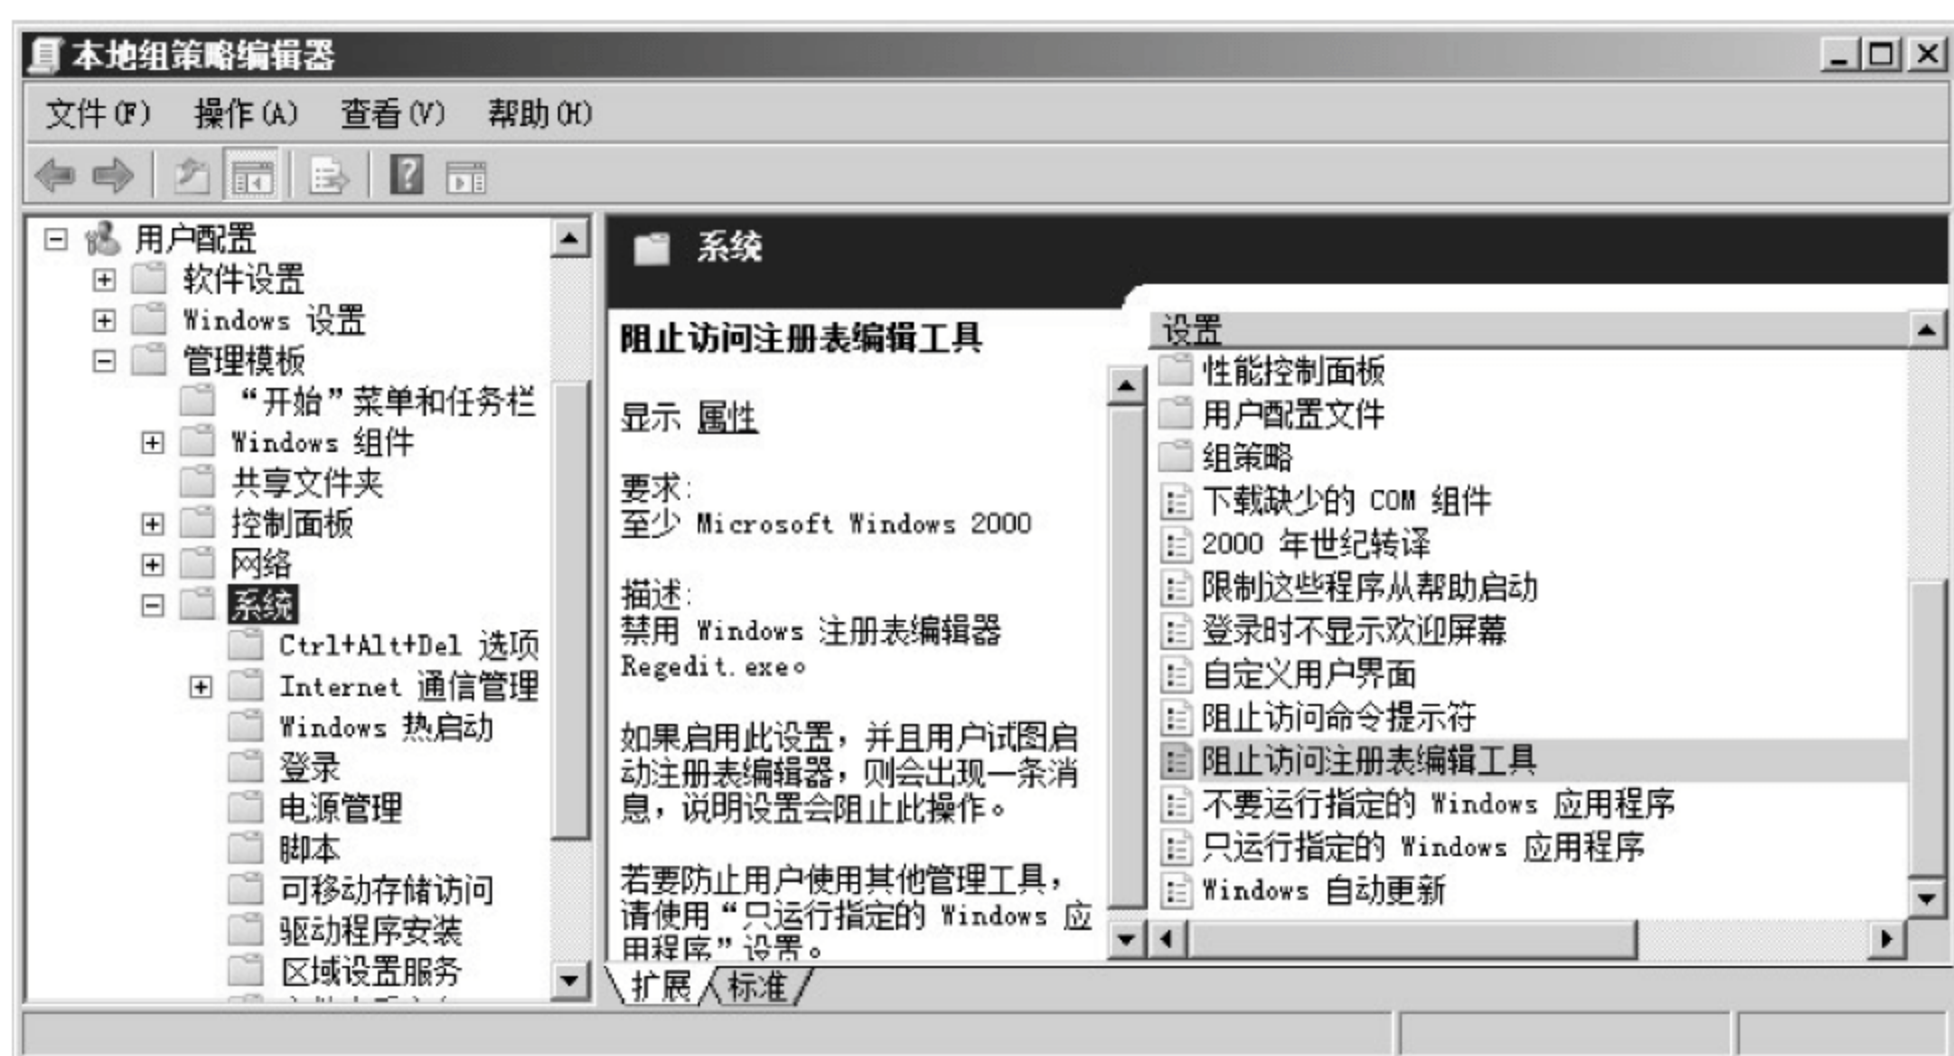 本地组策略编辑器
文件(F) 操作(A) 查看(V) 帮助(H)
用户配置
软件设置
Windows 设置
管理模板
“开始”菜单和任务栏
Windows 组件
共享文件夹
控制面板
网络
系统
Ctrl+Alt+Del 选项
Internet 通信管理
Windows 热启动
登录
电源管理
脚本
可移动存储访问
驱动程序安装
区域设置服务
系统
阻止访问注册表编辑工具
显示 属性
要求:
至少 Microsoft Windows 2000
描述:
禁用 Windows 注册表编辑器
Regedit.exe。
如果启用此设置，并且用户试图启
动注册表编辑器，则会出现一条消
息，说明设置会阻止此操作。
若要防止用户使用其他管理工具，
请使用“只运行指定的 Windows 应
用程序”设置。
设置
性能控制面板
用户配置文件
组策略
下载缺少的 COM 组件
2000 年世纪转译
限制这些程序从帮助启动
登录时不显示欢迎屏幕
自定义用户界面
阻止访问命令提示符
阻止访问注册表编辑工具
不要运行指定的 Windows 应用程序
只运行指定的 Windows 应用程序
Windows 自动更新
扩展 标准